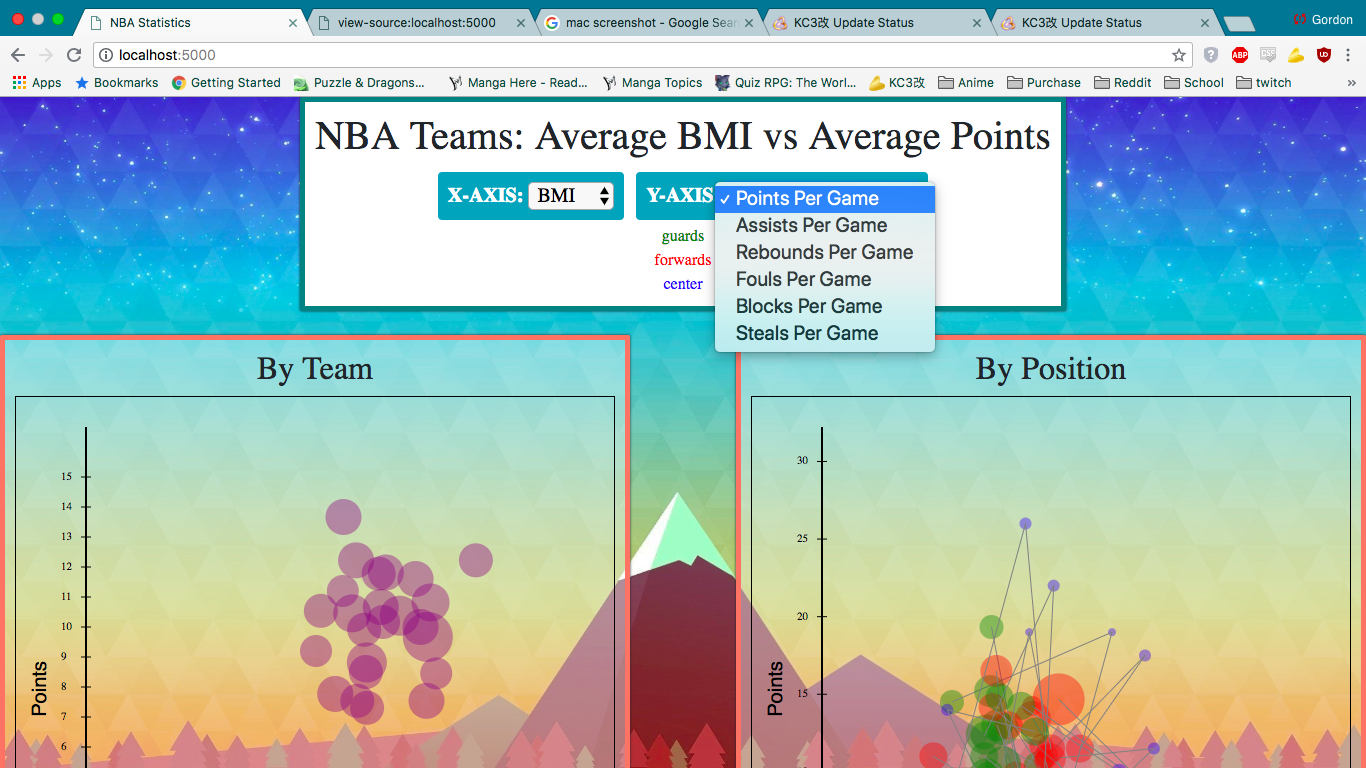 NBA Statistics
view-source:localhost:5000
mac screenshot - Google Sear
KC3改 Update Status
KC3改 Update Status
Gordon
localhost:5000
ABP
Apps
Bookmarks
Getting Started
Puzzle & Dragons...
Manga Here - Read...
Manga Topics
Quiz RPG: The Worl...
KC3改
Anime
Purchase
Reddit
School
twitch
»
NBA Teams: Average BMI vs Average Points
X-AXIS: BMI
Y-AXIS
✓ Points Per Game
Assists Per Game
Rebounds Per Game
Fouls Per Game
Blocks Per Game
Steals Per Game
guards
forwards
center
By Team
15
14
13
12
11
10
9
8
7
6
Points
By Position
30
25
20
15
Points